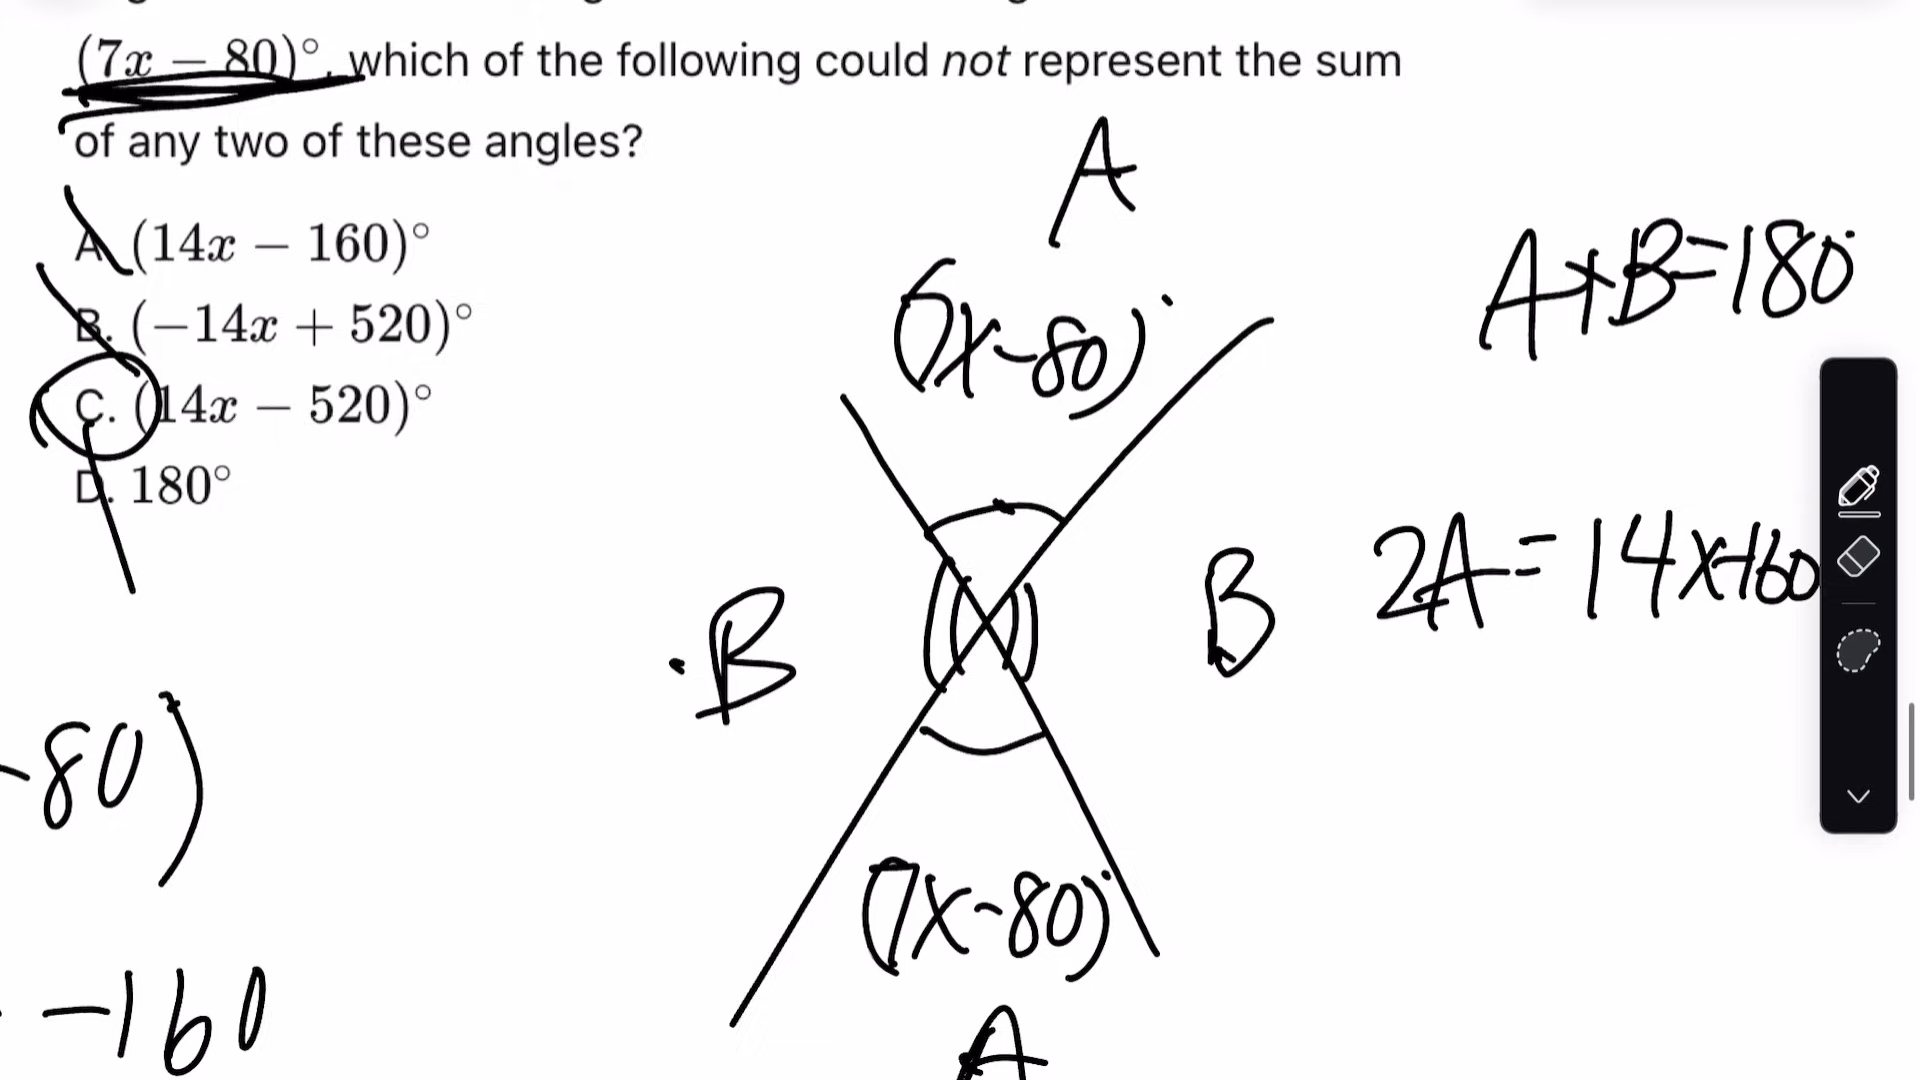 (7x − 80)°, which of the following could not represent the sum
of any two of these angles?
A. (14x − 160)°
B. (−14x + 520)°
C. (14x − 520)°
D. 180°
A
(7x-80)°
A+B=180°
B
B
2A=14x-160
-80)
(7x-80)°
-160
A